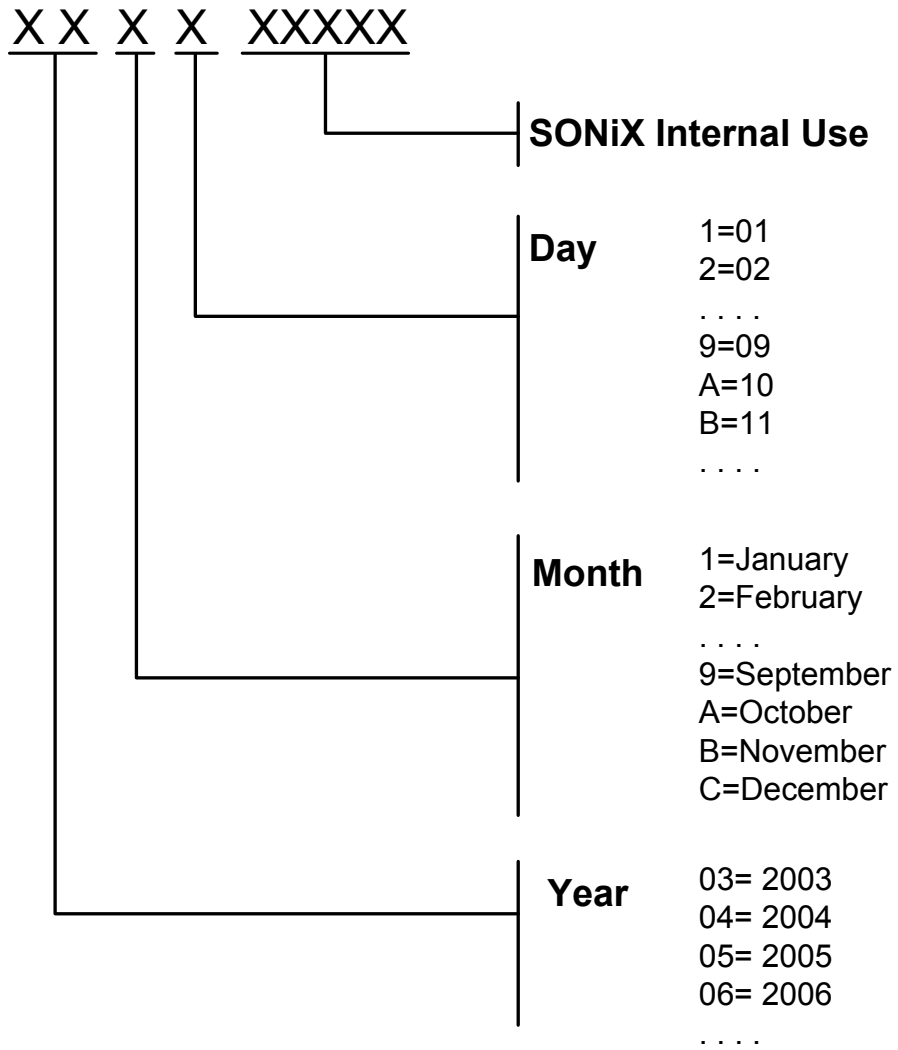 XX X X XXXXX
SONiX Internal Use
Day
1=01
2=02
. . . .
9=09
A=10
B=11
. . . .
Month
1=January
2=February
. . . .
9=September
A=October
B=November
C=December
Year
03= 2003
04= 2004
05= 2005
06= 2006
. . . .